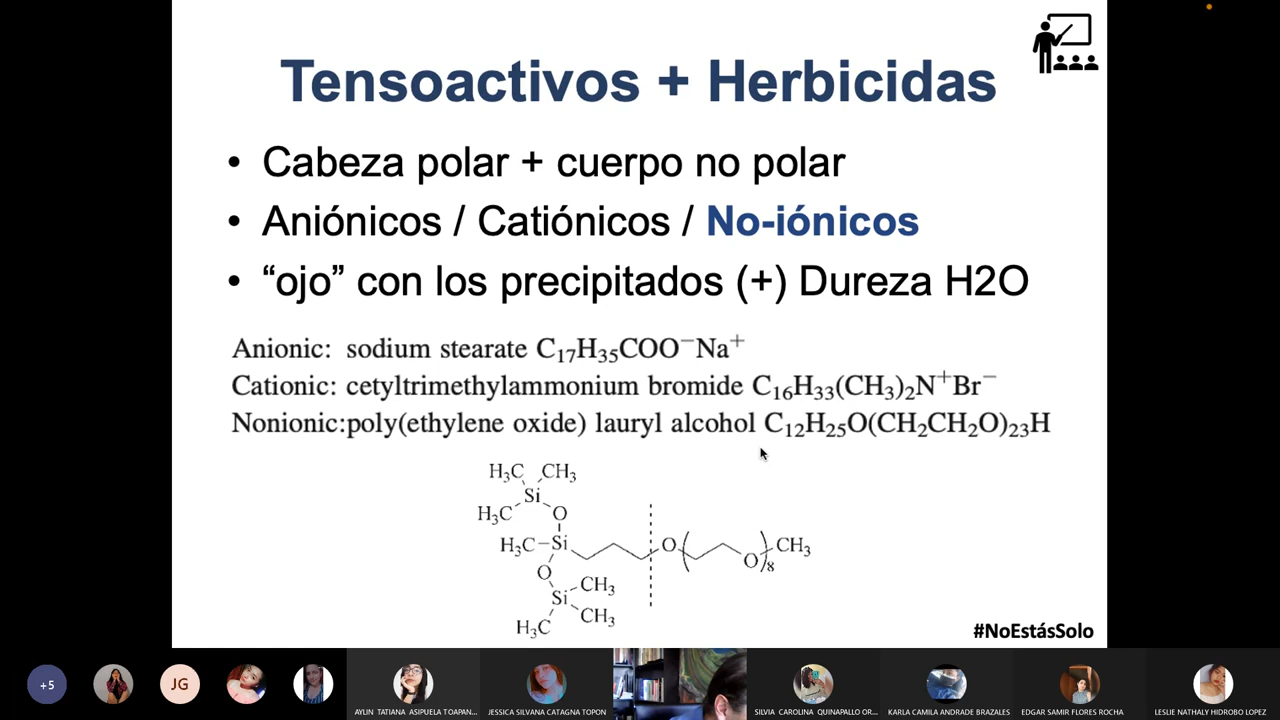 Tensoactivos + Herbicidas
• Cabeza polar + cuerpo no polar
• Aniónicos / Catiónicos / No-iónicos
• “ojo” con los precipitados (+) Dureza H2O
Anionic: sodium stearate C₁₇H₃₅COO⁻Na⁺
Cationic: cetyltrimethylammonium bromide C₁₆H₃₃(CH₃)₂N⁺Br⁻
Nonionic:poly(ethylene oxide) lauryl alcohol C₁₂H₂₅O(CH₂CH₂O)₂₃H
H₃C CH₃
Si
H₃C O
H₃C–Si O( O)₈ CH₃
O CH₃
Si
CH₃
H₃C
#NoEstásSolo
+5 JG
AYLIN TATIANA ASIPUELA TOAPAN... JESSICA SILVANA CATAGNA TOPON SILVIA CAROLINA QUINAPALLO OR... KARLA CAMILA ANDRADE BRAZALES EDGAR SAMIR FLORES ROCHA LESLIE NATHALY HIDROBO LOPEZ